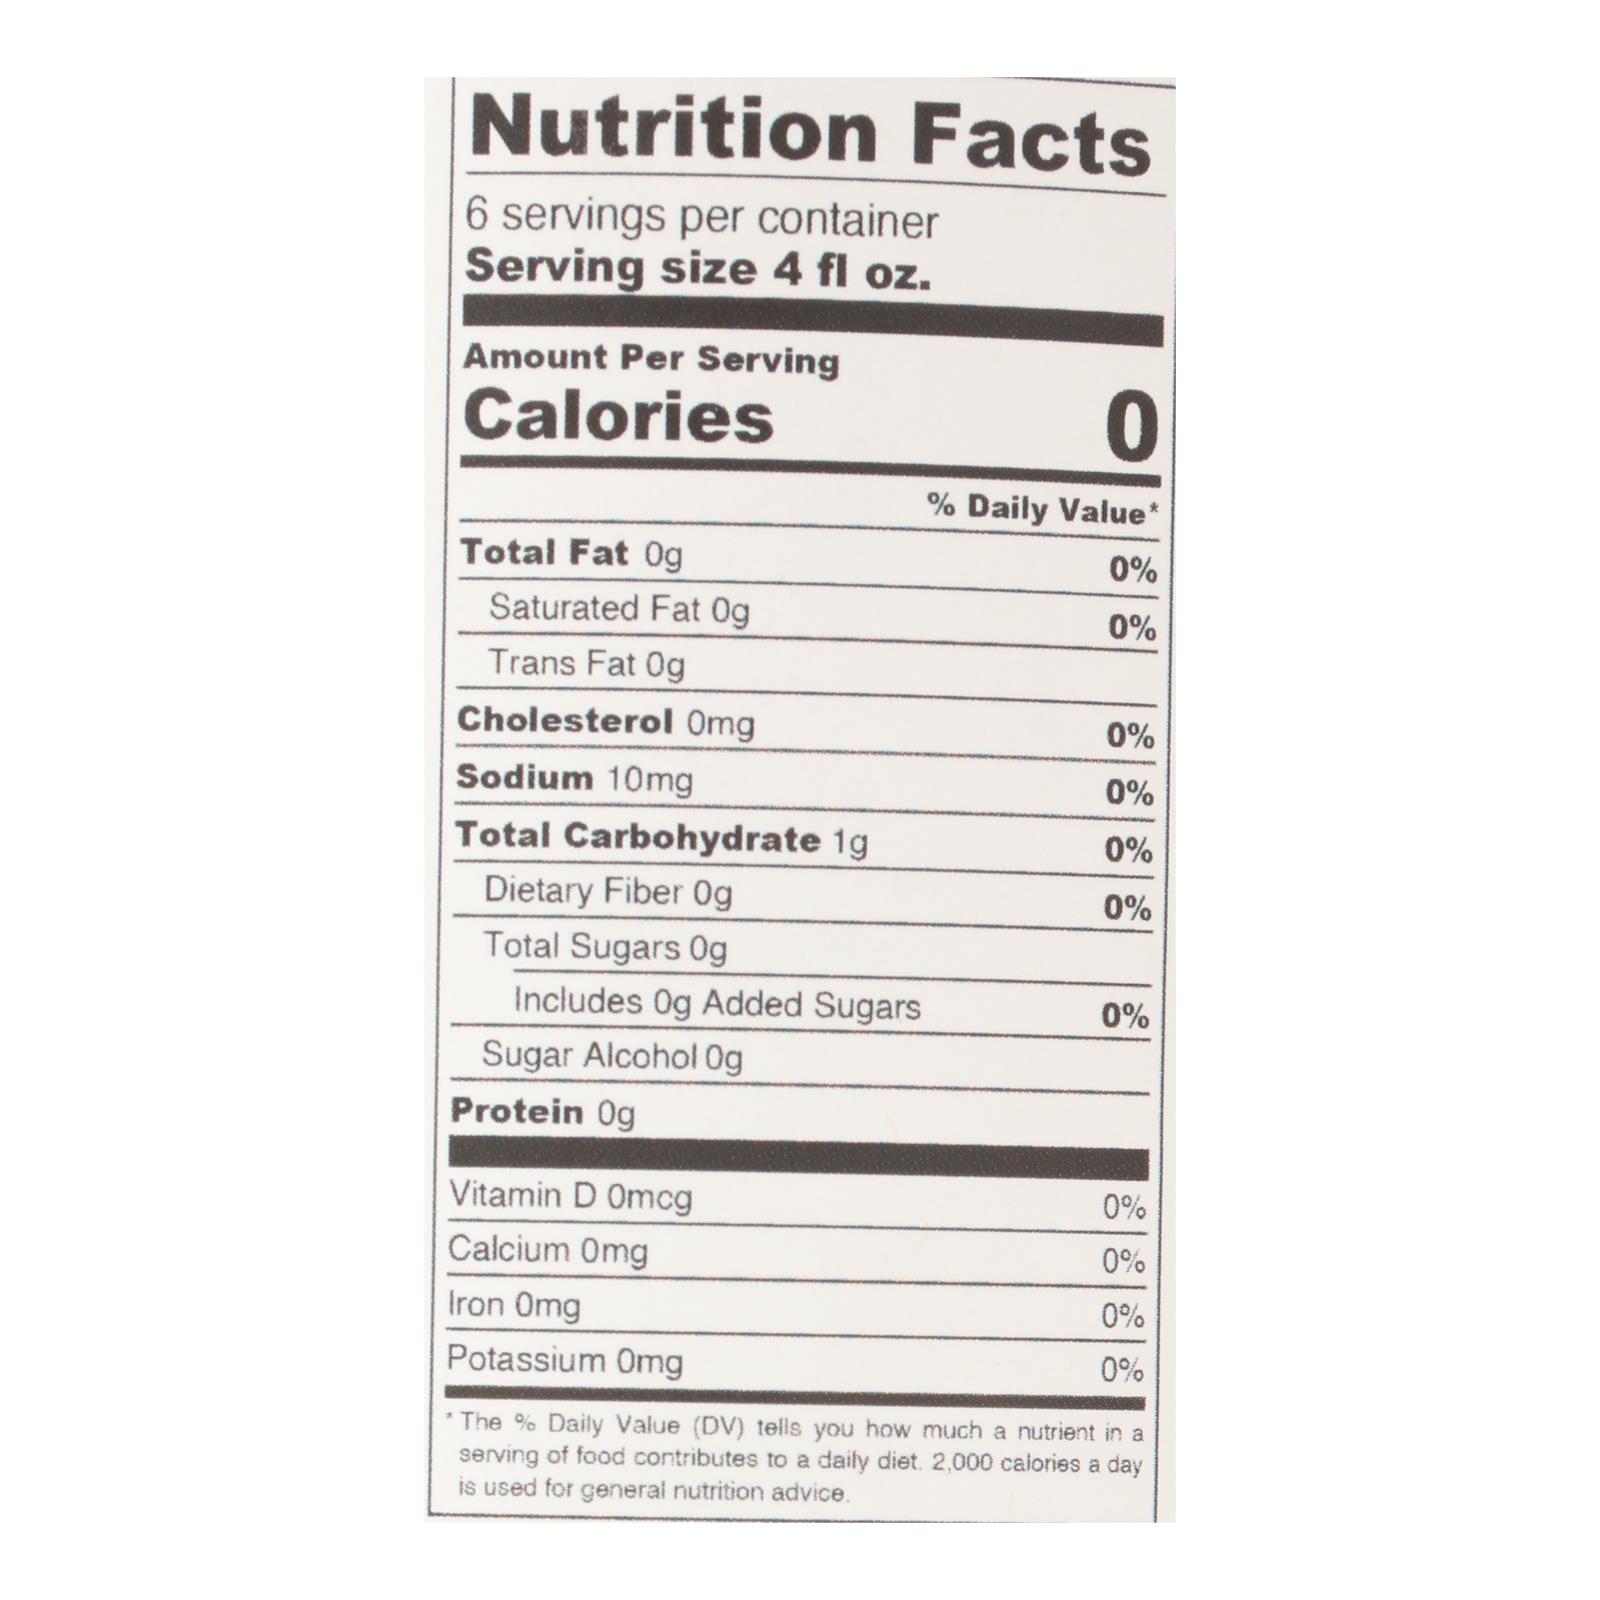 Nutrition Facts
6 servings per container
Serving size 4 fl oz.
Amount Per Serving
Calories 0
% Daily Value*
Total Fat 0g 0%
Saturated Fat 0g 0%
Trans Fat 0g
Cholesterol 0mg 0%
Sodium 10mg 0%
Total Carbohydrate 1g 0%
Dietary Fiber 0g 0%
Total Sugars 0g
Includes 0g Added Sugars 0%
Sugar Alcohol 0g
Protein 0g
Vitamin D 0mcg 0%
Calcium 0mg 0%
Iron 0mg 0%
Potassium 0mg 0%
* The % Daily Value (DV) tells you how much a nutrient in a
serving of food contributes to a daily diet. 2,000 calories a day
is used for general nutrition advice.